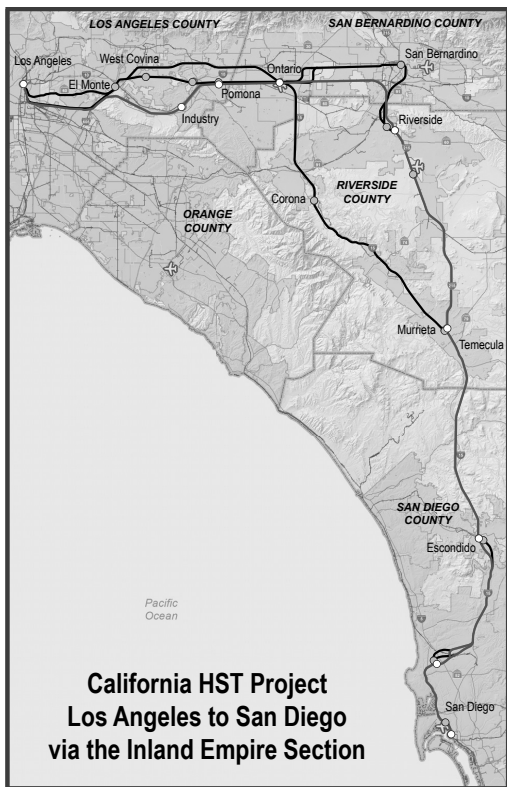 LOS ANGELES COUNTY
SAN BERNARDINO COUNTY
Los Angeles
West Covina
San Bernardino
Ontario
El Monte
Pomona
Industry
Riverside
RIVERSIDE
COUNTY
Corona
ORANGE
COUNTY
Murrieta
Temecula
SAN DIEGO
COUNTY
Escondido
Pacific
Ocean
California HST Project
Los Angeles to San Diego
via the Inland Empire Section
San Diego